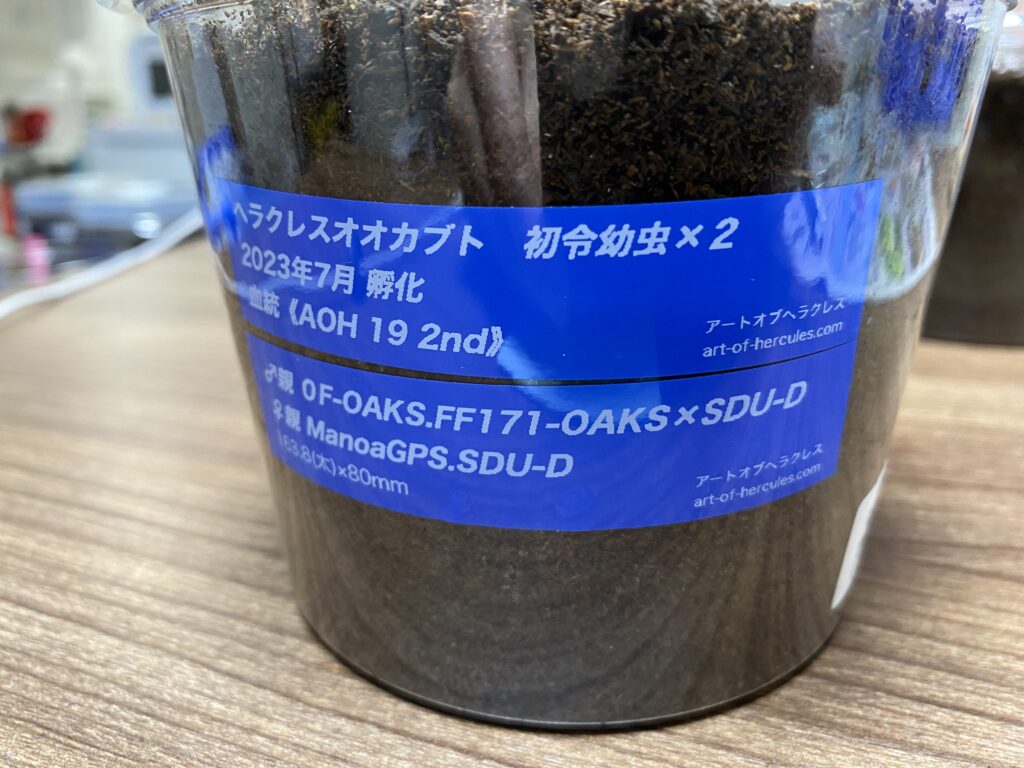 ヘラクレスオオカブト 初令幼虫×2
2023年7月 孵化
血統《AOH 19 2nd》
アートオブヘラクレス
art-of-hercules.com
♂親 OF-OAKS.FF171-OAKS×SDU-D
♀親 ManoaGPS.SDU-D
163.8(太)×80mm
アートオブヘラクレス
art-of-hercules.com